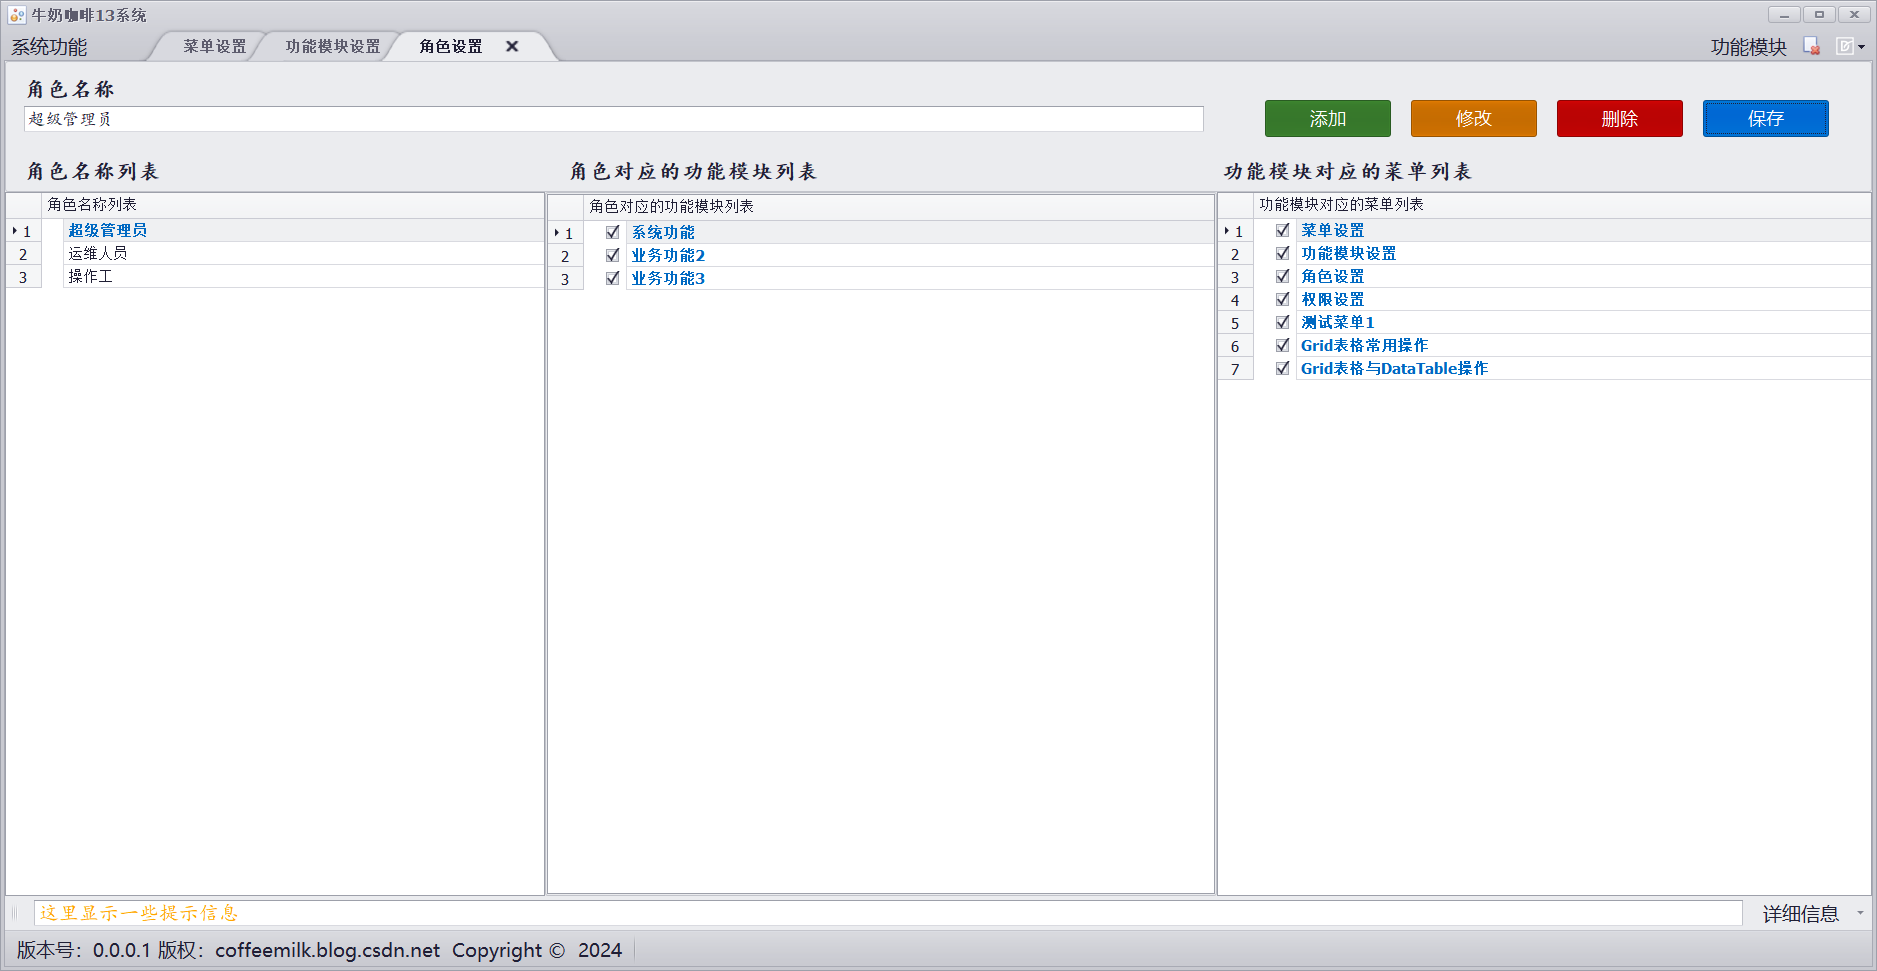 牛奶咖啡13系统
系统功能 菜单设置 功能模块设置 角色设置 功能模块
角色名称
超级管理员 添加 修改 删除 保存
角色名称列表 角色对应的功能模块列表 功能模块对应的菜单列表
角色名称列表
1 超级管理员
2 运维人员
3 操作工
角色对应的功能模块列表
1 系统功能
2 业务功能2
3 业务功能3
功能模块对应的菜单列表
1 菜单设置
2 功能模块设置
3 角色设置
4 权限设置
5 测试菜单1
6 Grid表格常用操作
7 Grid表格与DataTable操作
这里显示一些提示信息 详细信息
版本号：0.0.0.1 版权：coffeemilk.blog.csdn.net Copyright © 2024